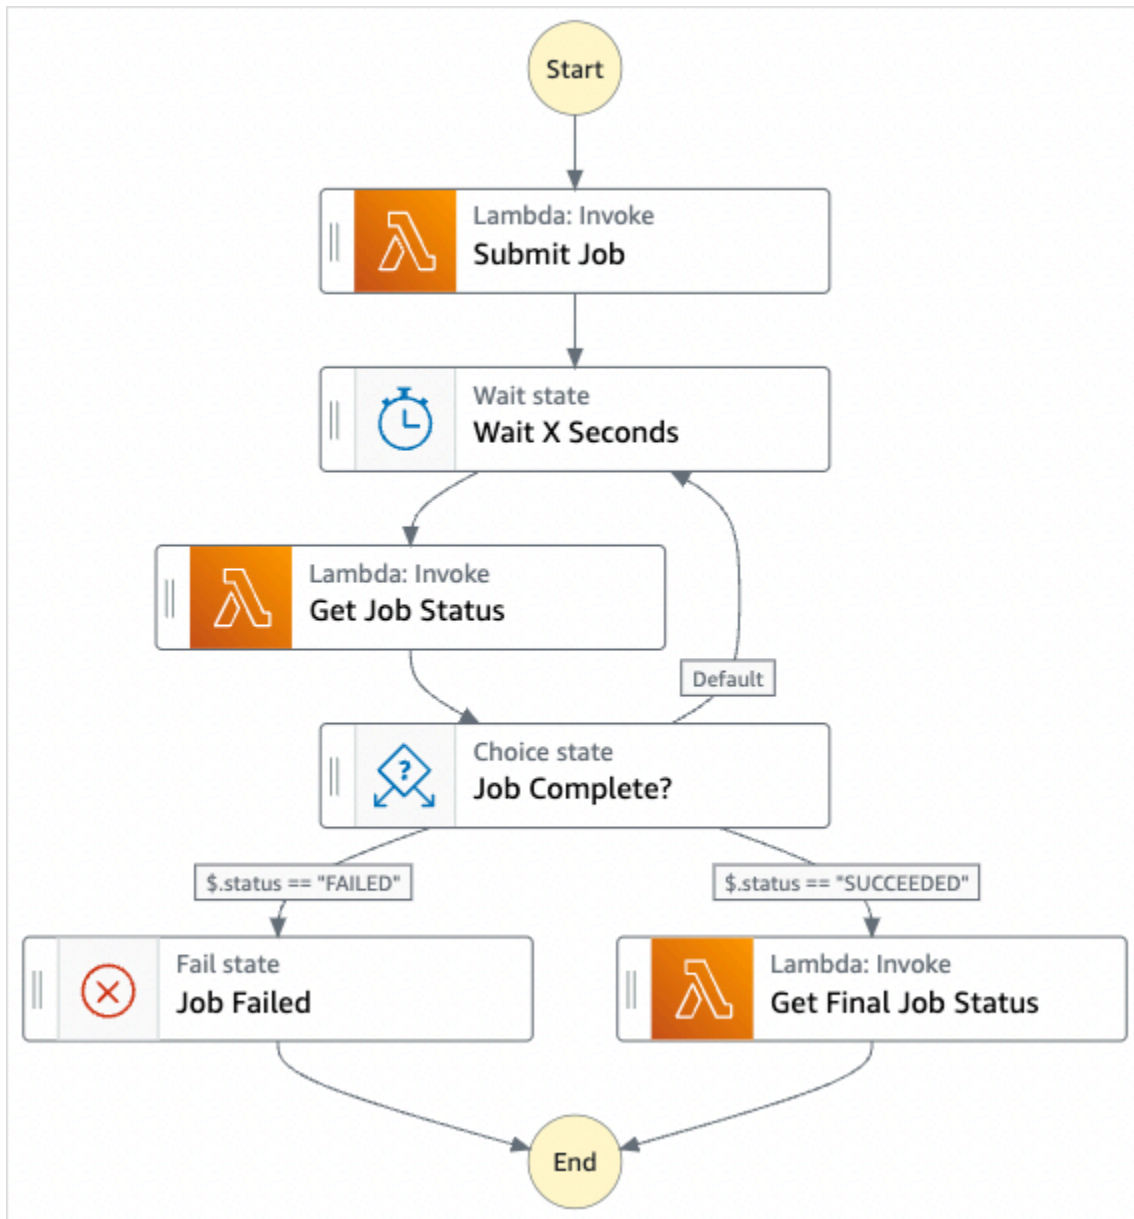 Start
Lambda: Invoke
Submit Job
Wait state
Wait X Seconds
Lambda: Invoke
Get Job Status
Default
Choice state
Job Complete?
$.status == "FAILED"
$.status == "SUCCEEDED"
Fail state
Job Failed
Lambda: Invoke
Get Final Job Status
End